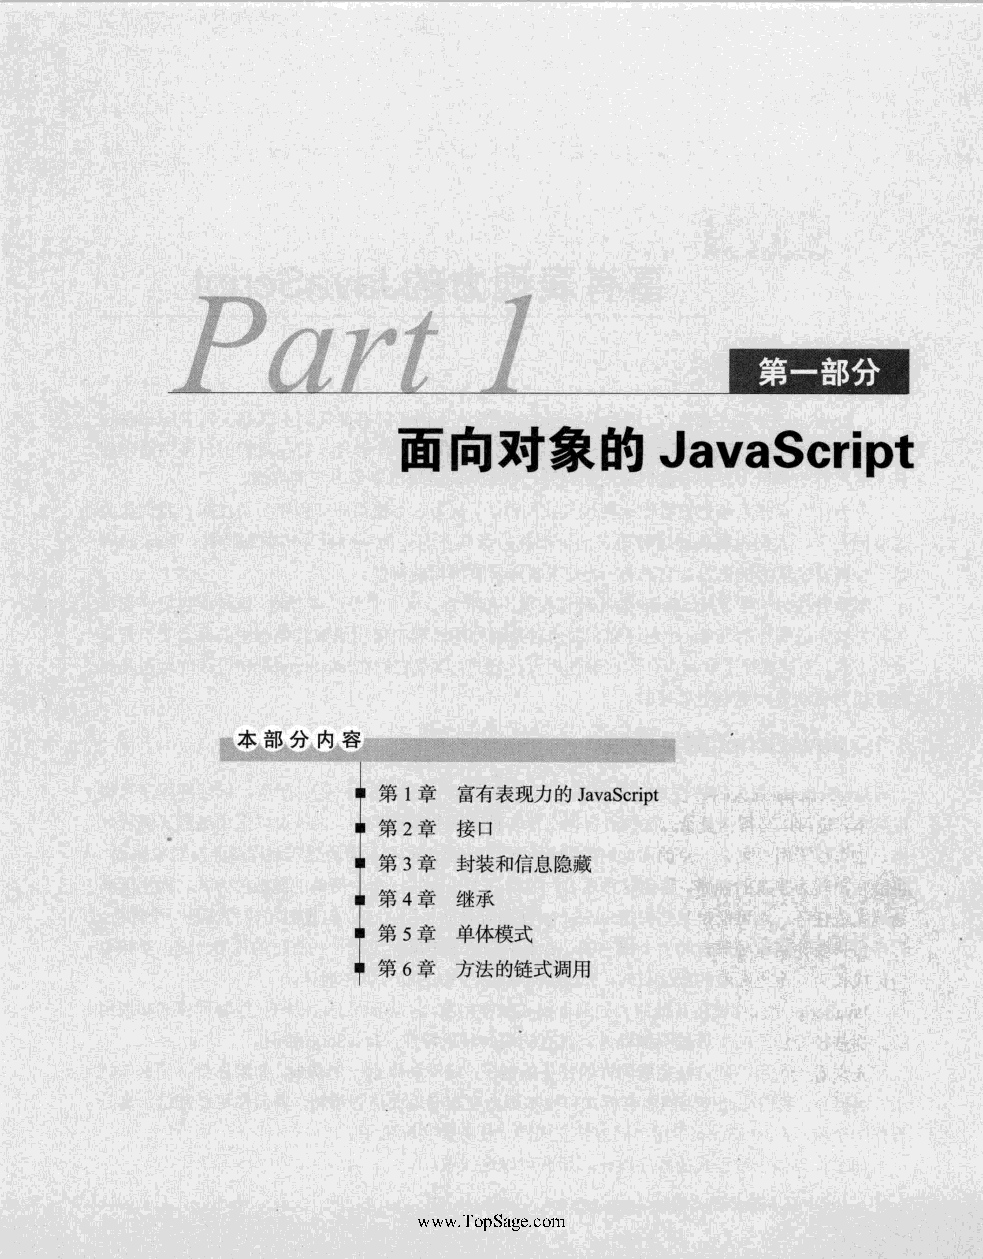 Part 1
第一部分
面向对象的 JavaScript
本部分内容
第 1 章 富有表现力的 JavaScript
第 2 章 接口
第 3 章 封装和信息隐藏
第 4 章 继承
第 5 章 单体模式
第 6 章 方法的链式调用
www.TopSage.com